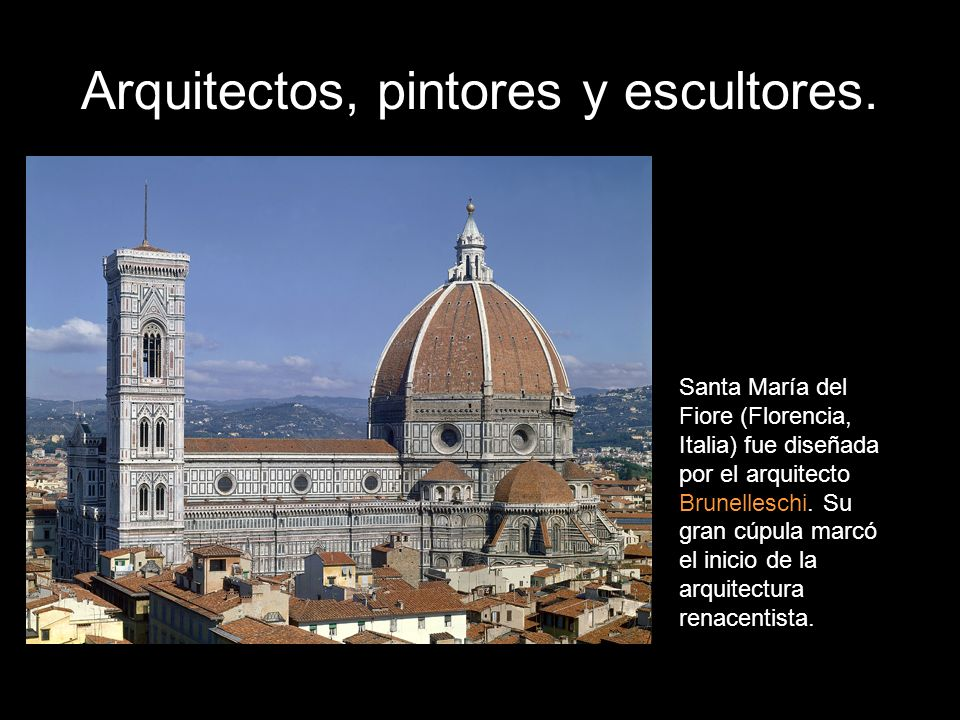 Arquitectos, pintores y escultores.
Santa María del
Fiore (Florencia,
Italia) fue diseñada
por el arquitecto
Brunelleschi. Su
gran cúpula marcó
el inicio de la
arquitectura
renacentista.